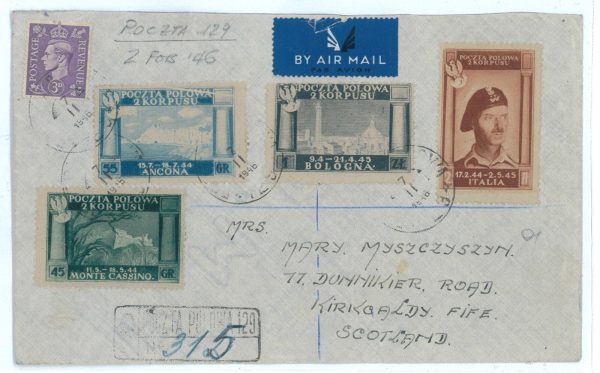 POSTAGE REVENUE
3D
POCZTA 129
2 FOB '46
BY AIR MAIL
PAR AVION
POCZTA POLOWA
2 KORPUSU
55 15.7.- 18.7.44 GR
ANCONA
POCZTA POLOWA
2 KORPUSU
1 9.4-21.4.45 ZŁ
BOLOGNA
POCZTA POLOWA
2 KORPUSU
17.2.44-2.5.45
ITALIA
POCZTA POLOWA
2 KORPUSU
45 11.5.- 18.5.44 GR
MONTE CASSINO
MRS.
MARY. MYSZCZYSZYN.
77. DUNNIKIER, ROAD.
KIRKCALDY. FIFE.
SCOTLAND.
POCZTA POLOWA 129
315